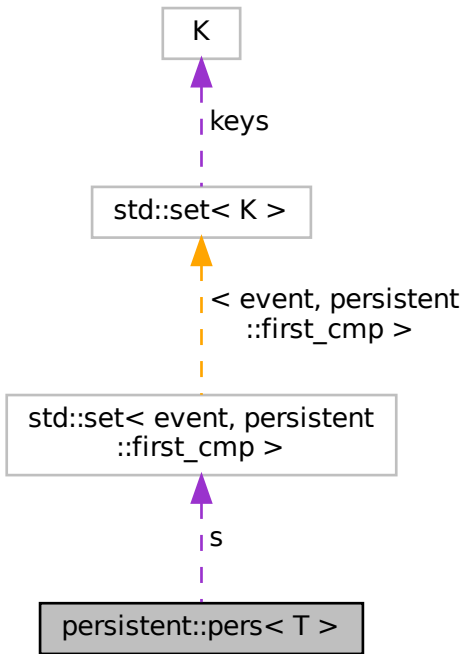 K
keys
std::set< K >
< event, persistent
::first_cmp >
std::set< event, persistent
::first_cmp >
s
persistent::pers< T >